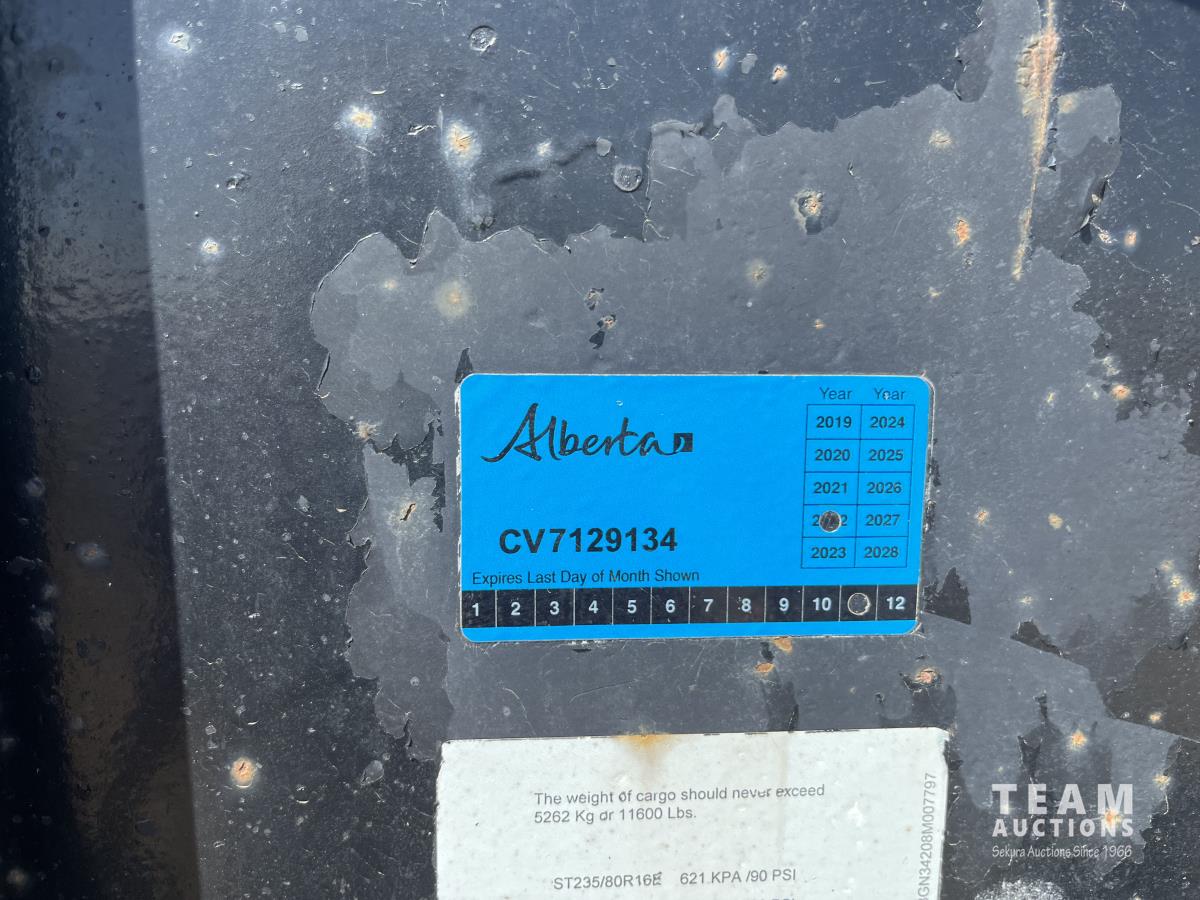 Alberta
Year Year
2019 2024
2020 2025
2021 2026
2027
2023 2028
CV7129134
Expires Last Day of Month Shown
1 2 3 4 5 6 7 8 9 10 12
The weight of cargo should never exceed
5262 Kg or 11600 Lbs.
ST235/80R16E 621 KPA /90 PSI
GN34208M007797
TEAM
AUCTIONS
Sekura Auctions Since 1966